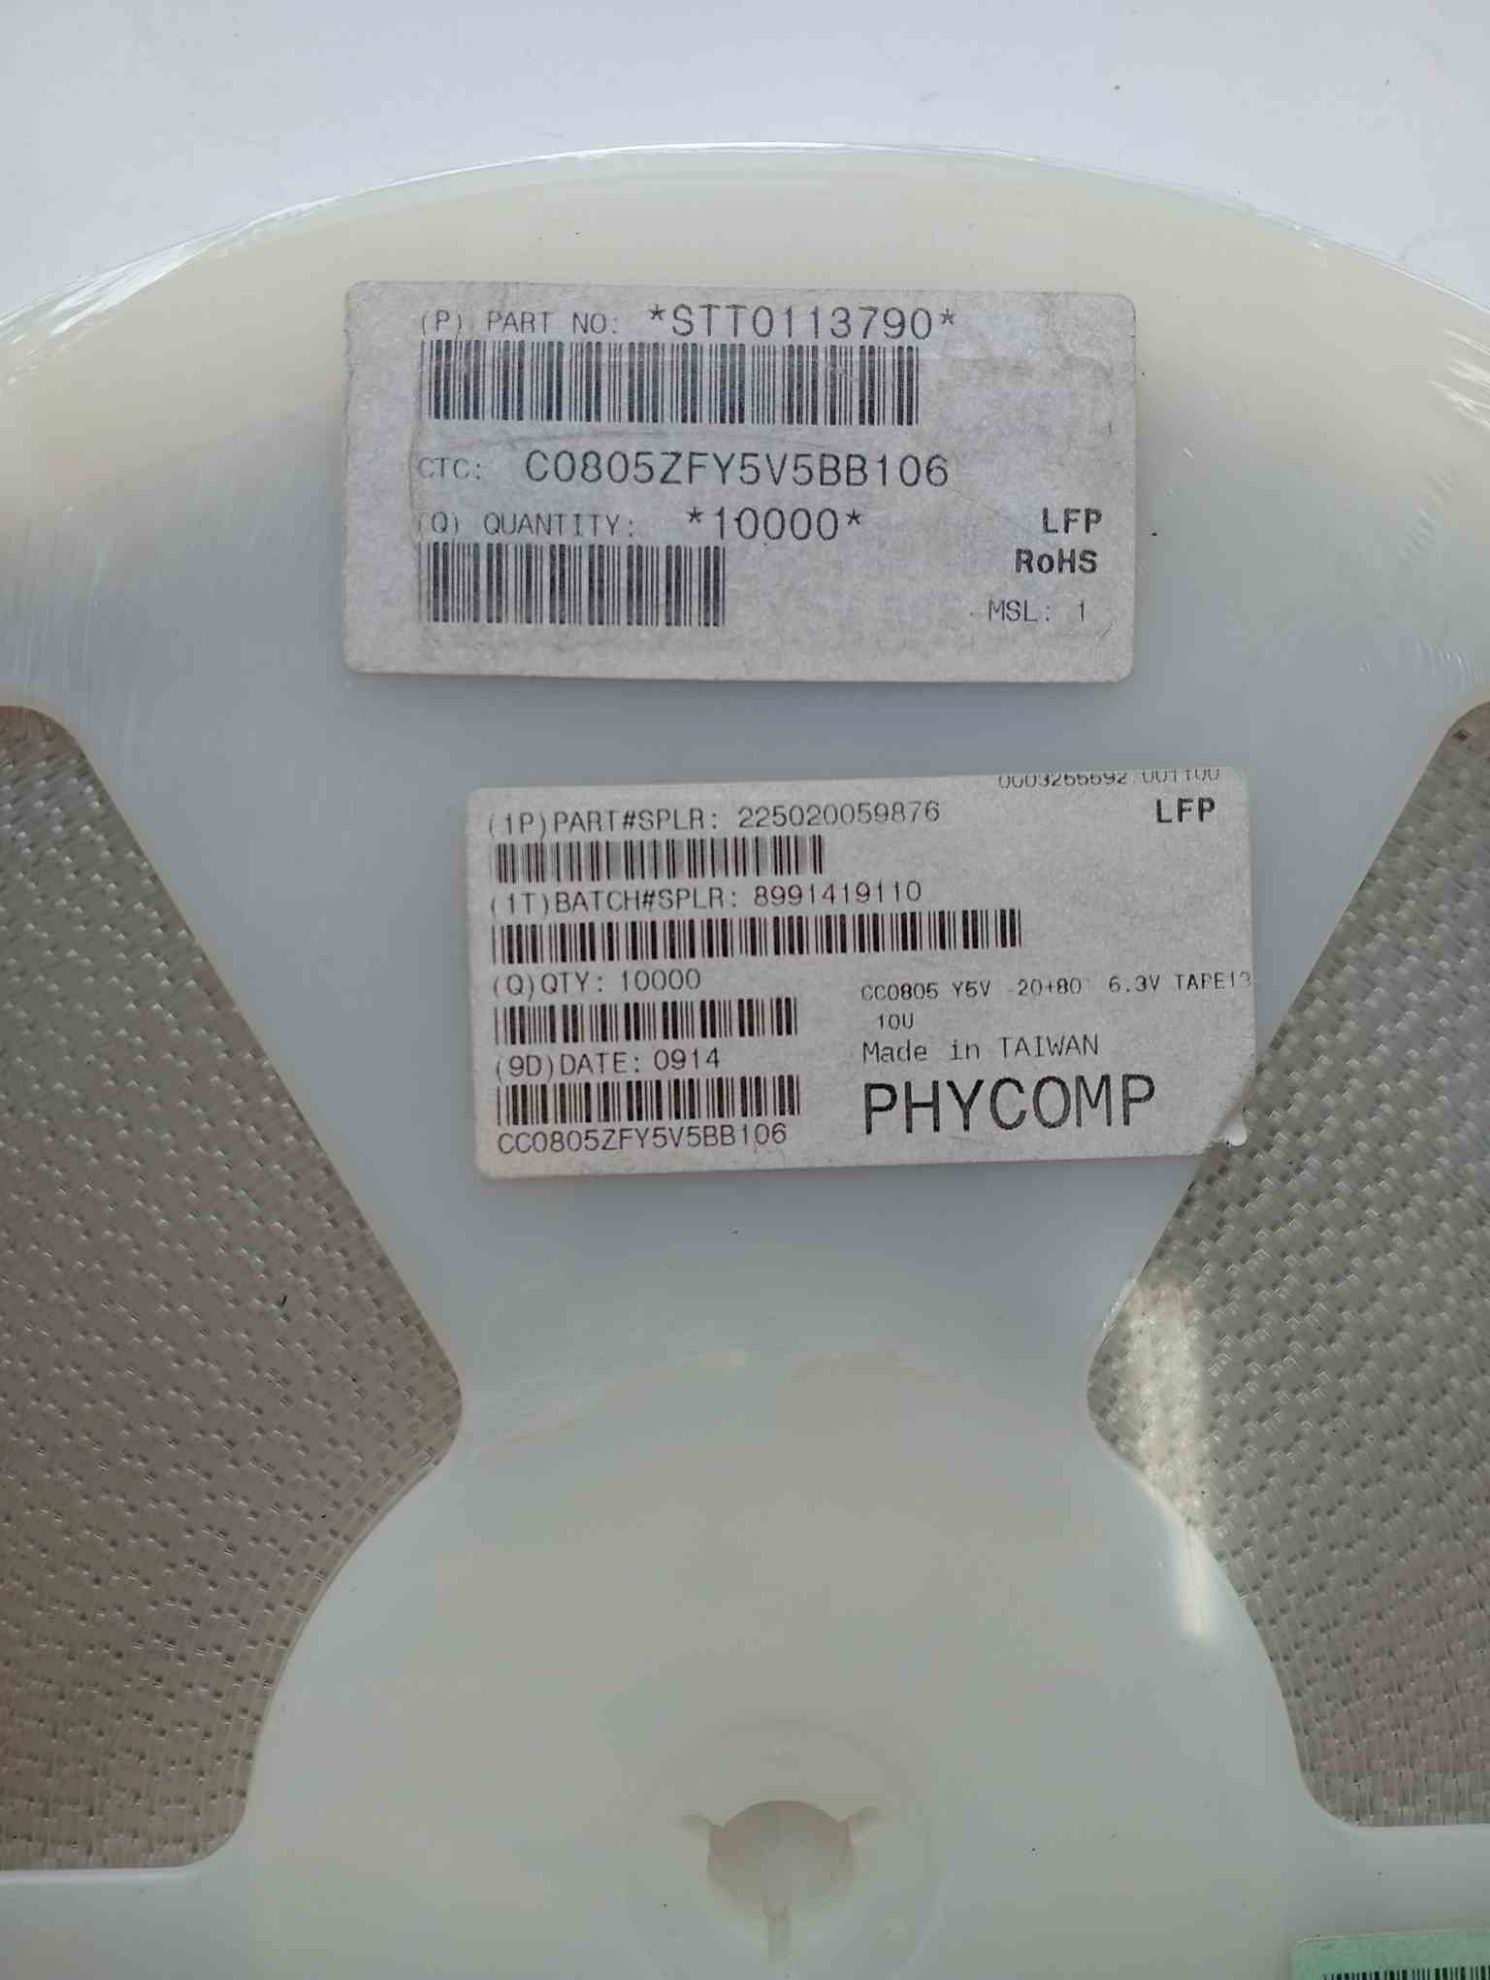 (P) PART NO: *STT0113790*
CTC: C0805ZFY5V5BB106
(Q) QUANTITY: *10000*
LFP
RoHS
MSL: 1
(1P)PART#SPLR: 225020059876
LFP
(1T)BATCH#SPLR: 8991419110
(Q)QTY: 10000
CC0805 Y5V -20+80 6.3V
10U
(9D)DATE: 0914
Made in TAIWAN
PHYCOMP
CC0805ZFY5V5BB106